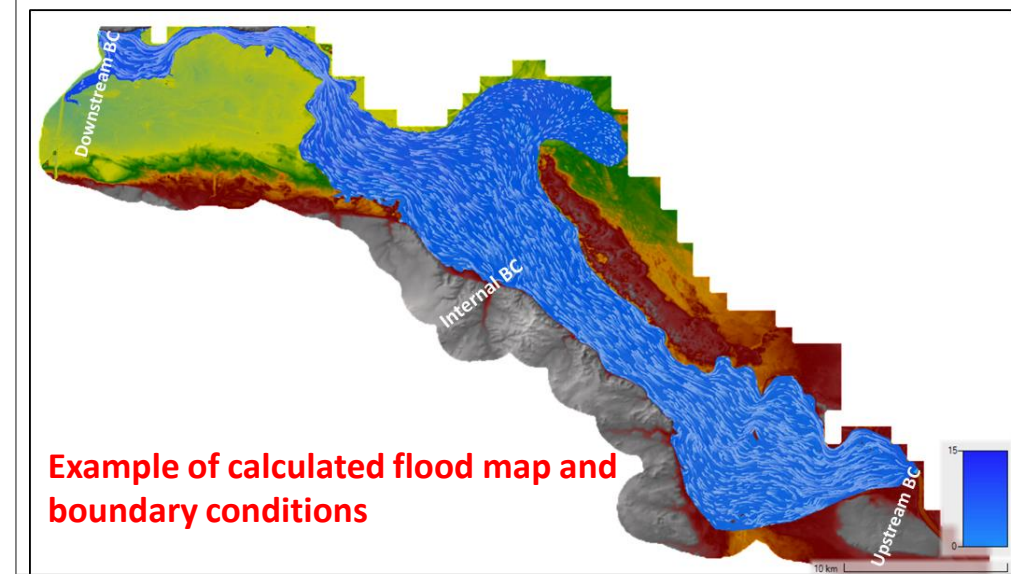 Downstream BC
Internal BC
Example of calculated flood map and
boundary conditions
Upstream BC
15
0
10 km